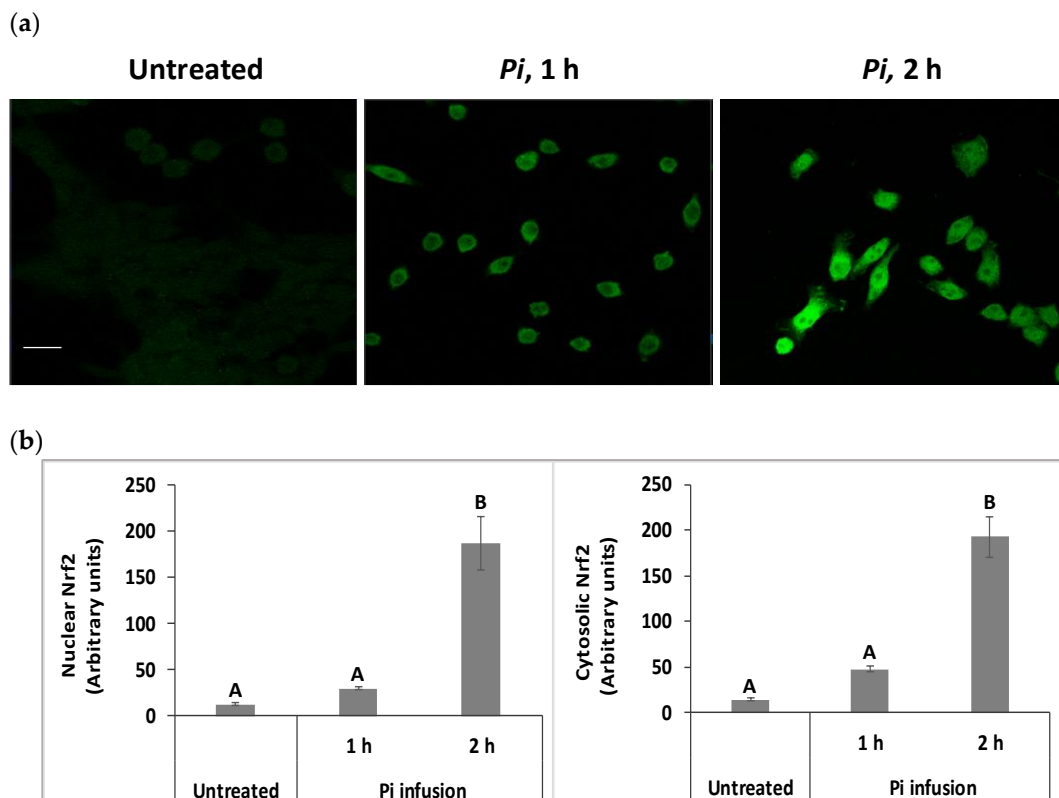 (a)
Untreated Pi, 1 h Pi, 2 h
(b)
Nuclear Nrf2
(Arbitrary units)
250
200
150
100
50
0
A A B
1 h 2 h
Untreated Pi infusion
Cytosolic Nrf2
(Arbitrary units)
250
200
150
100
50
0
A A B
1 h 2 h
Untreated Pi infusion